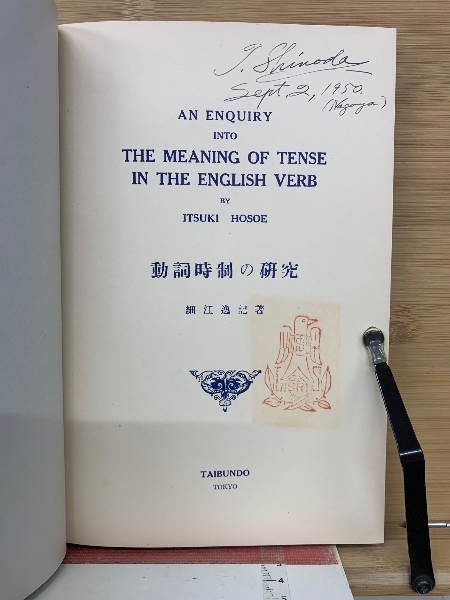 J. Shinoda
Sept. 2, 1950.
(Nagoya)
AN ENQUIRY
INTO
THE MEANING OF TENSE
IN THE ENGLISH VERB
BY
ITSUKI HOSOE
動詞時制の研究
細江逸記著
TAIBUNDO
TOKYO
4